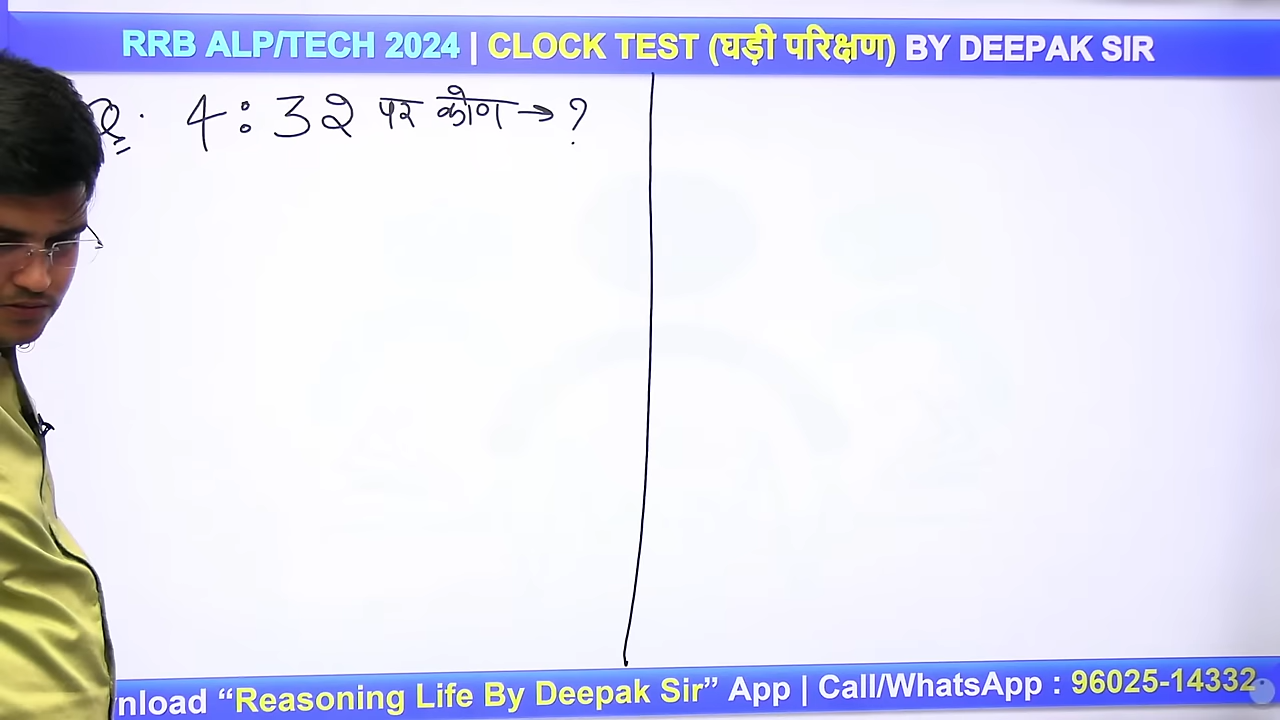 RRB ALP/TECH 2024 | CLOCK TEST (घड़ी परिक्षण) BY DEEPAK SIR
Q. 4:32 पर कोण → ?
nload “Reasoning Life By Deepak Sir” App | Call/WhatsApp : 96025-14332